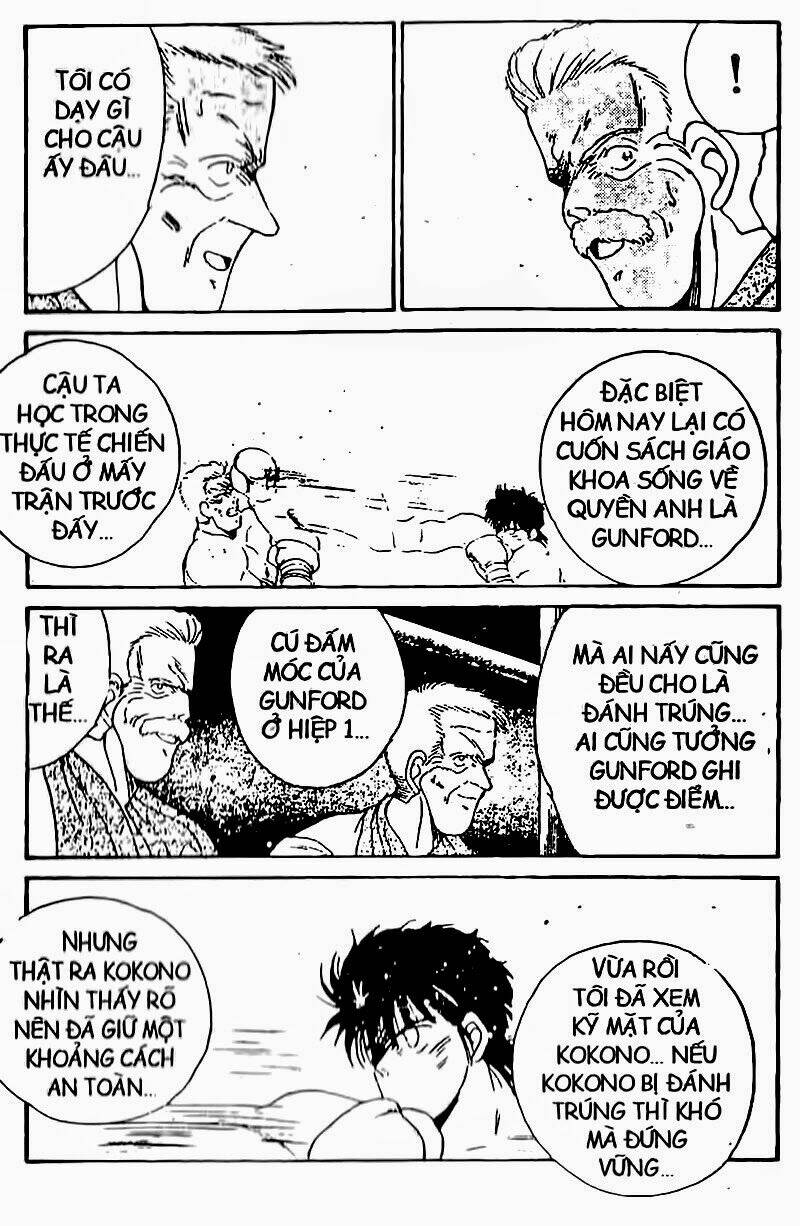 TÔI CÓ
DẠY GÌ
CHO CẬU
ẤY ĐÂU...
!
CẬU TA
HỌC TRONG
THỰC TẾ CHIẾN
ĐẤU Ở MẤY
TRẬN TRƯỚC
ĐẤY...
ĐẶC BIỆT
HÔM NAY LẠI CÓ
CUỐN SÁCH GIÁO
KHOA SỐNG VỀ
QUYỀN ANH LÀ
GUNFORD...
THÌ
RA
LÀ
THẾ...
CÚ ĐẤM
MÓC CỦA
GUNFORD
Ở HIỆP 1...
MÀ AI NẤY CŨNG
ĐỀU CHO LÀ
ĐÁNH TRÚNG...
AI CŨNG TƯỞNG
GUNFORD GHI
ĐƯỢC ĐIỂM...
NHƯNG
THẬT RA KOKONO
NHÌN THẤY RÕ
NÊN ĐÃ GIỮ MỘT
KHOẢNG CÁCH
AN TOÀN...
VỪA RỒI
TÔI ĐÃ XEM
KỸ MẶT CỦA
KOKONO... NẾU
KOKONO BỊ ĐÁNH
TRÚNG THÌ KHÓ
MÀ ĐỨNG
VỮNG...